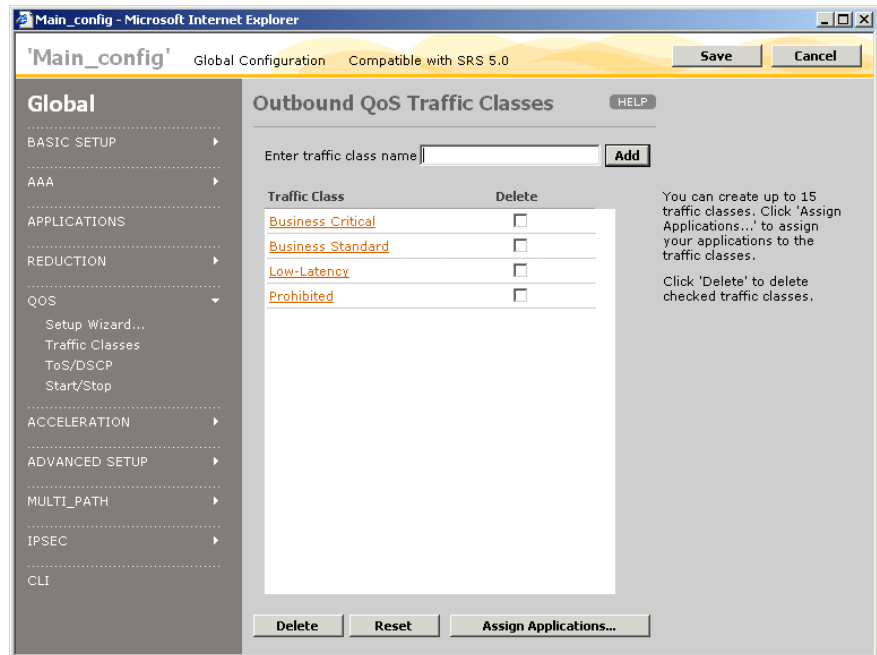 Main_config - Microsoft Internet Explorer
'Main_config' Global Configuration Compatible with SRS 5.0
Save Cancel
Global
BASIC SETUP
AAA
APPLICATIONS
REDUCTION
QOS
Setup Wizard...
Traffic Classes
ToS/DSCP
Start/Stop
ACCELERATION
ADVANCED SETUP
MULTI_PATH
IPSEC
CLI
Outbound QoS Traffic Classes HELP
Enter traffic class name Add
Traffic Class Delete
Business Critical
Business Standard
Low-Latency
Prohibited
You can create up to 15
traffic classes. Click 'Assign
Applications...' to assign
your applications to the
traffic classes.
Click 'Delete' to delete
checked traffic classes.
Delete Reset Assign Applications...